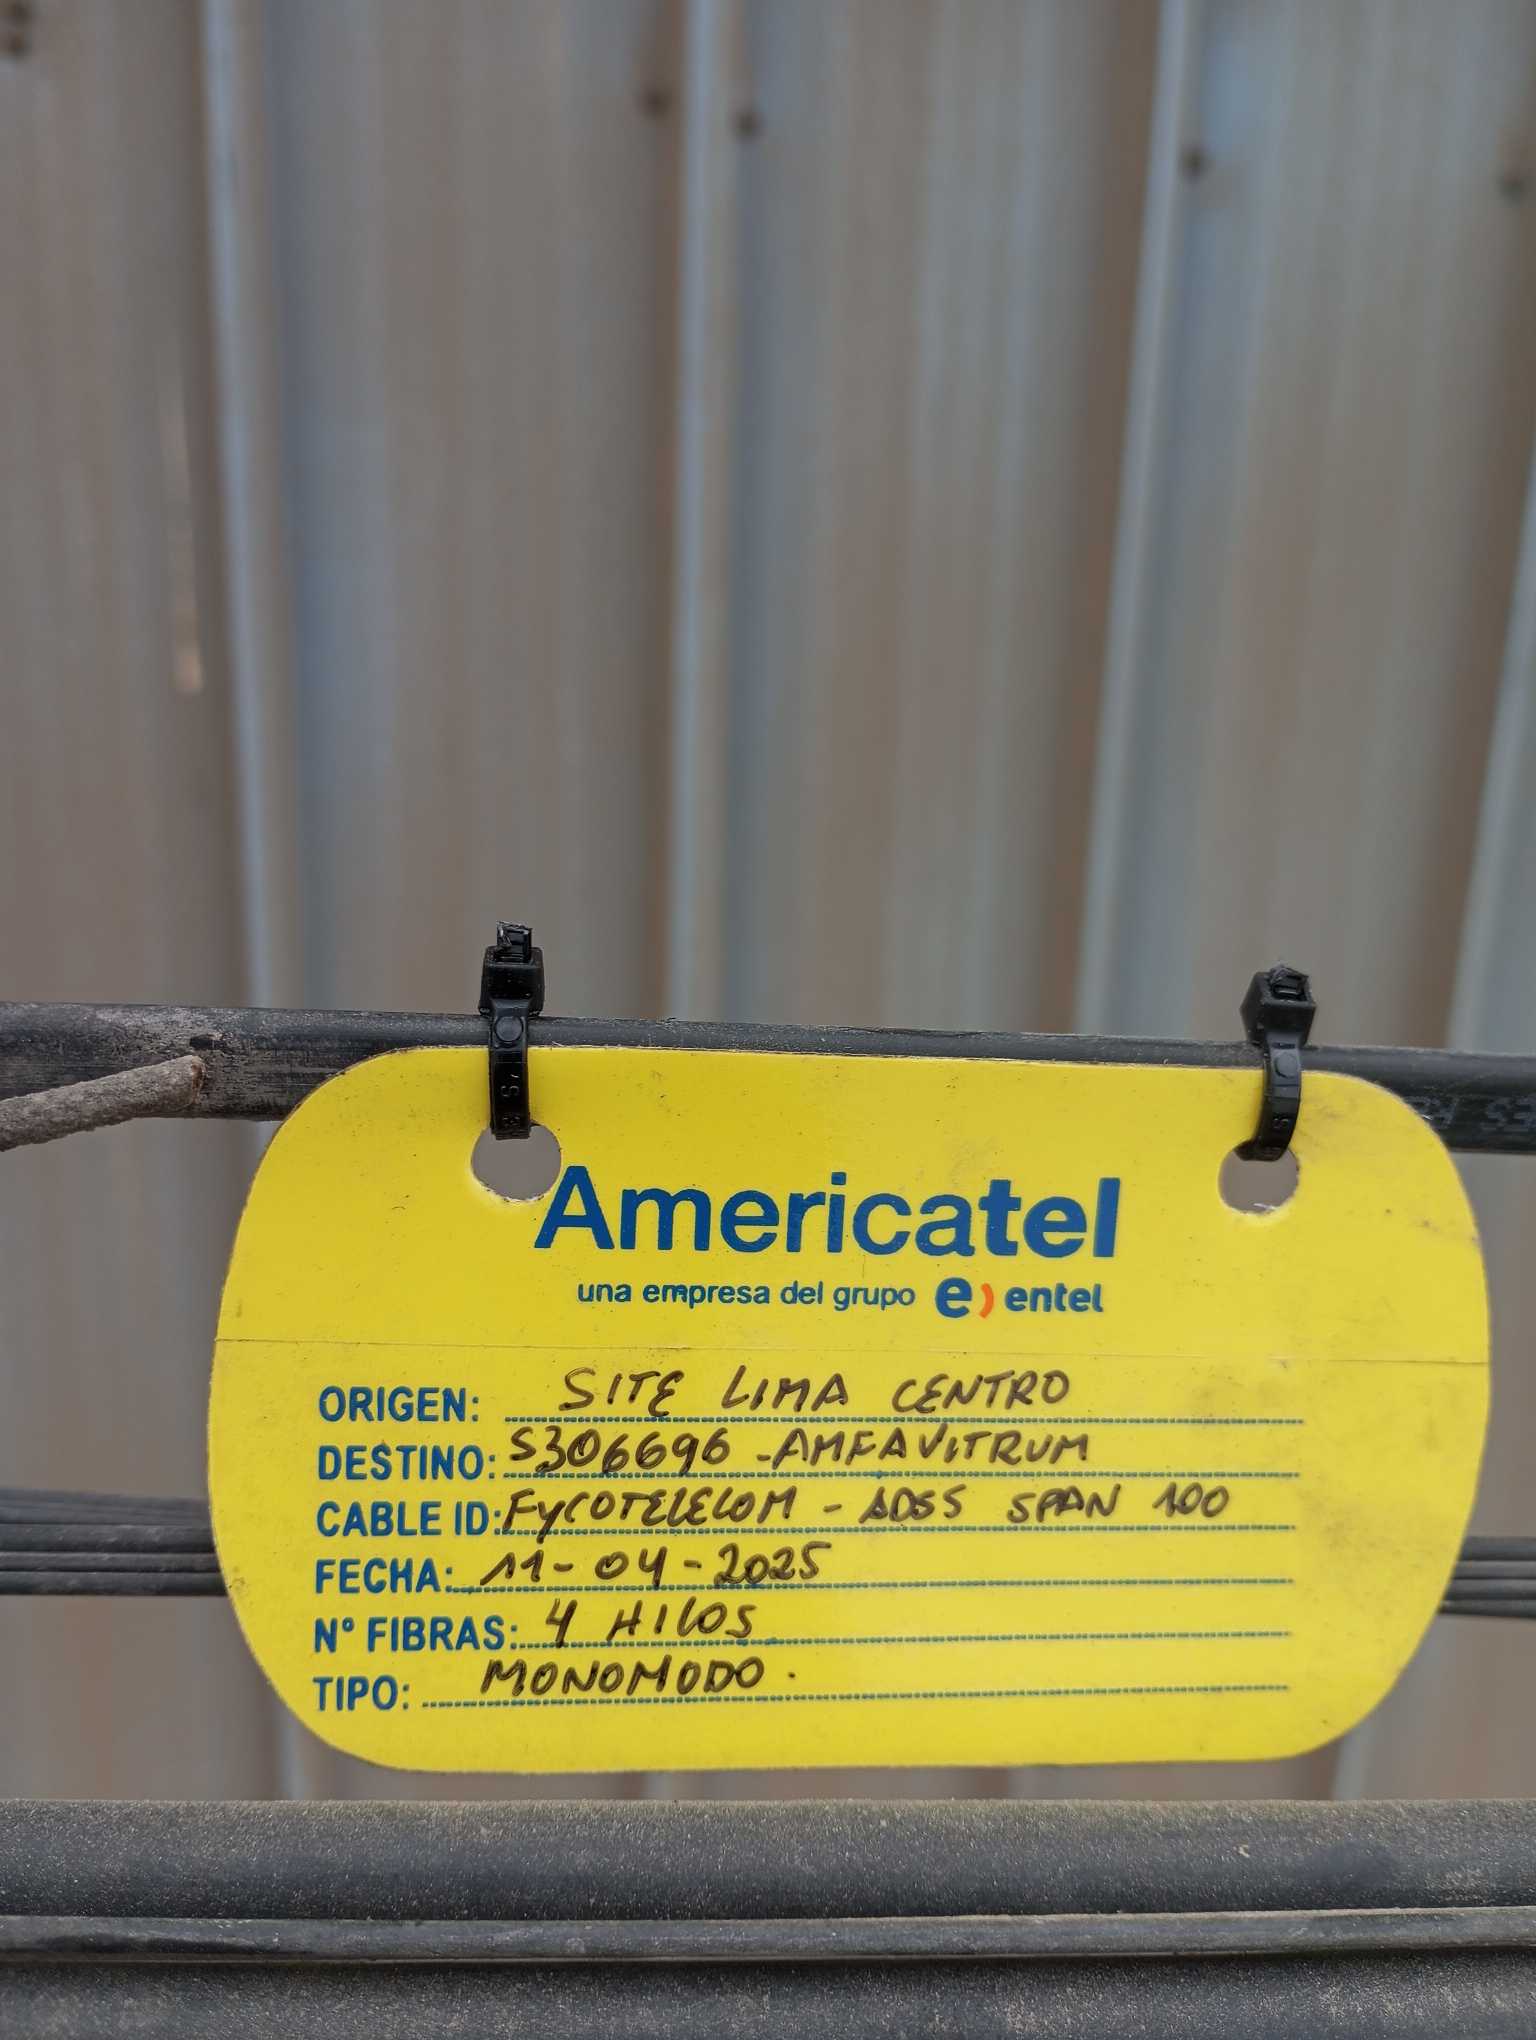 Americatel
una empresa del grupo e) entel
ORIGEN: SITE LIMA CENTRO
DESTINO: S306696 - AMFAVITRUM
CABLE ID: FYCOTELECOM - ADSS SPAN 100
FECHA: 11-04-2025
N° FIBRAS: 4 HILOS
TIPO: MONOMODO.